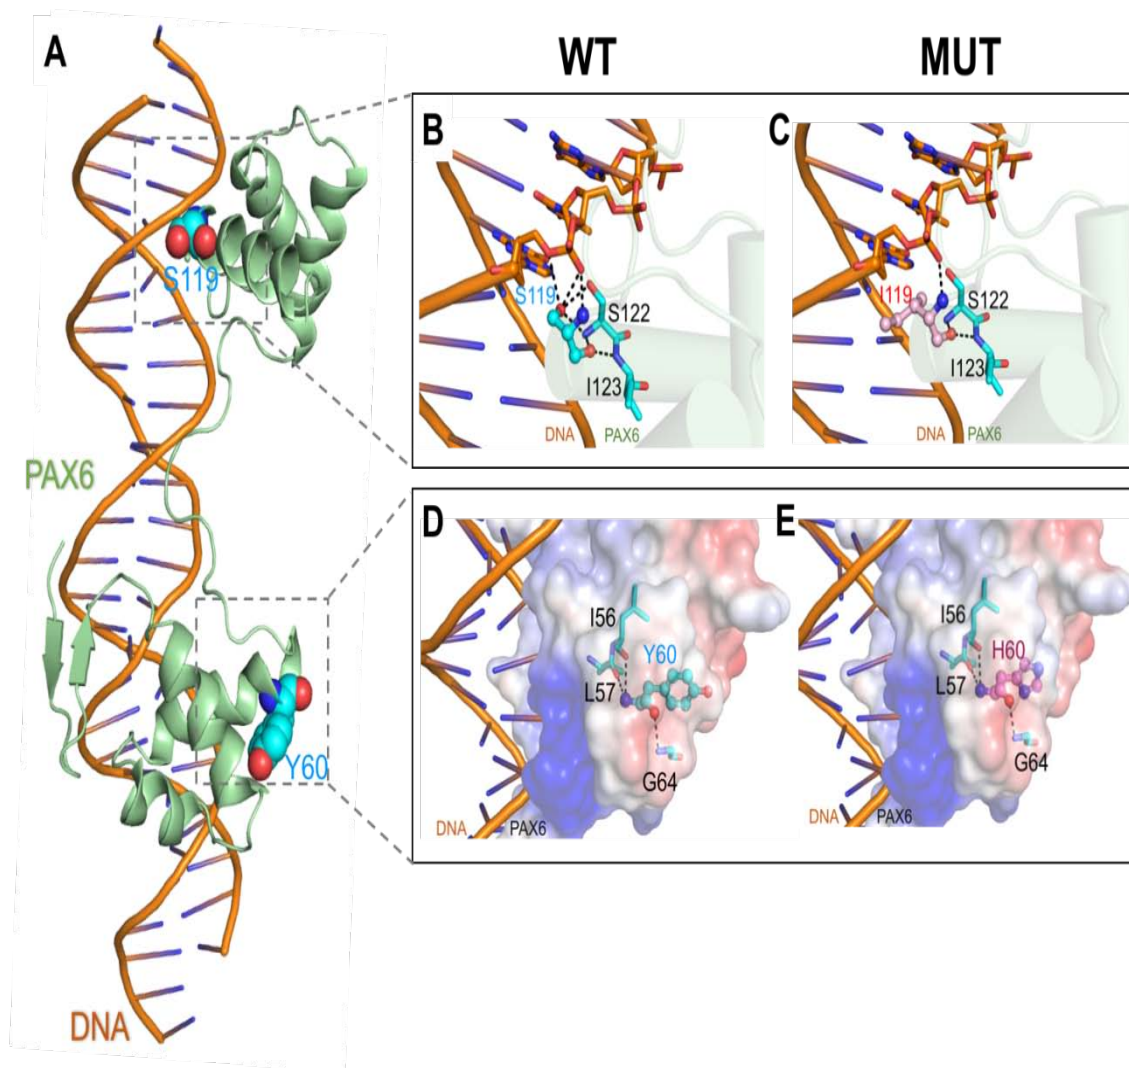 A
WT
MUT
B
C
S119
S119
S122
I123
DNA
PAX6
I119
S122
I123
DNA
PAX6
PAX6
D
E
I56
Y60
L57
G64
DNA
PAX6
I56
H60
L57
G64
DNA
PAX6
Y60
DNA